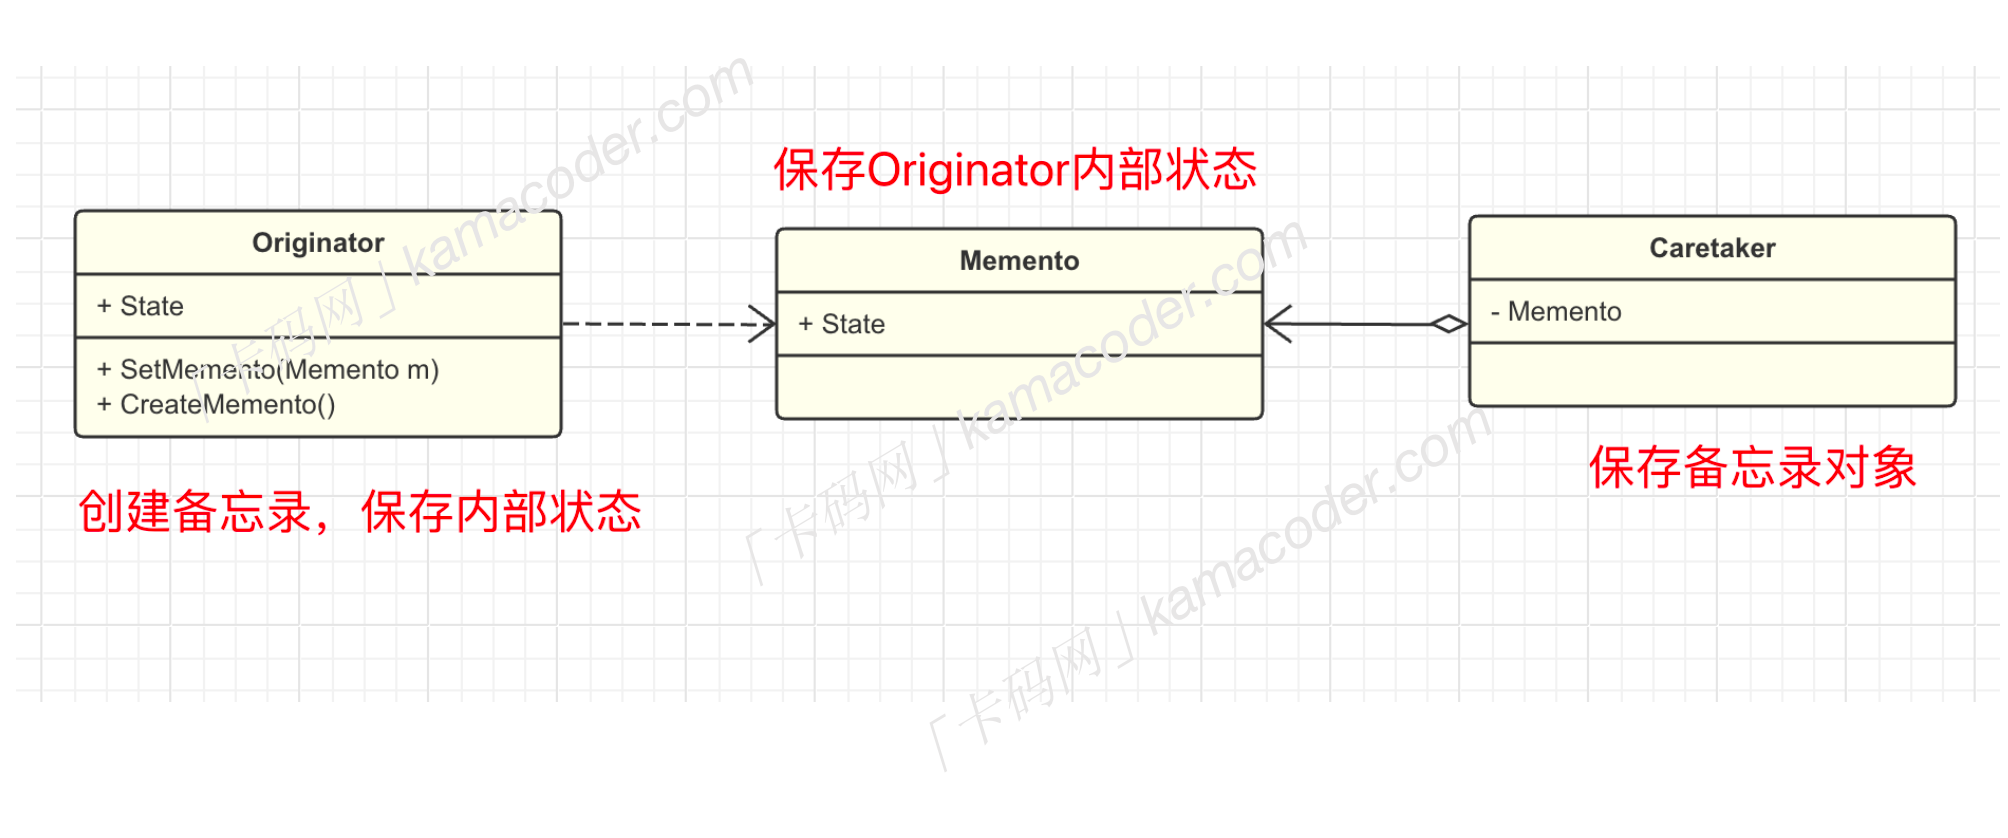 保存Originator内部状态
Originator
+ State
+ SetMemento(Memento m)
+ CreateMemento()
创建备忘录，保存内部状态
Memento
+ State
Caretaker
- Memento
保存备忘录对象
「卡码网」kamacoder.com
「卡码网」kamacoder.com
「卡码网」kamacoder.com